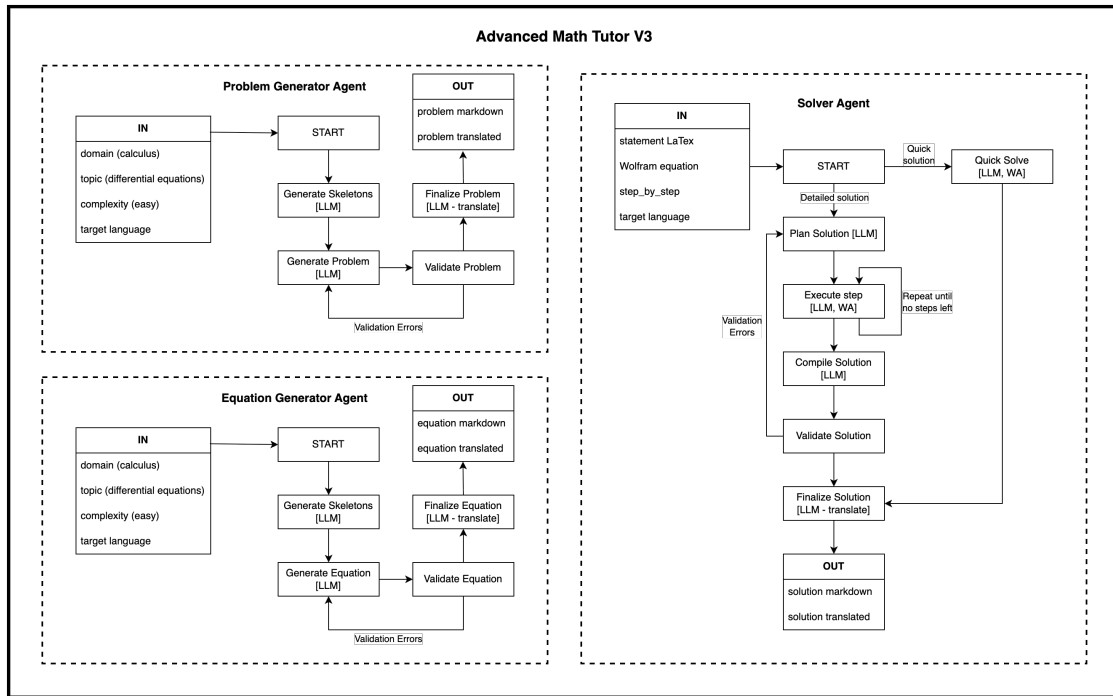 Advanced Math Tutor V3
Problem Generator Agent
IN
domain (calculus)
topic (differential equations)
complexity (easy)
target language
START
Generate Skeletons
[LLM]
Generate Problem
[LLM]
Validate Problem
Validation Errors
Finalize Problem
[LLM - translate]
OUT
problem markdown
problem translated
Equation Generator Agent
IN
domain (calculus)
topic (differential equations)
complexity (easy)
target language
START
Generate Skeletons
[LLM]
Generate Equation
[LLM]
Validate Equation
Validation Errors
Finalize Equation
[LLM - translate]
OUT
equation markdown
equation translated
Solver Agent
IN
statement LaTex
Wolfram equation
step_by_step
target language
START
Quick
solution
Quick Solve
[LLM, WA]
Detailed solution
Plan Solution [LLM]
Execute step
[LLM, WA]
Repeat until
no steps left
Validation
Errors
Compile Solution
[LLM]
Validate Solution
Finalize Solution
[LLM - translate]
OUT
solution markdown
solution translated